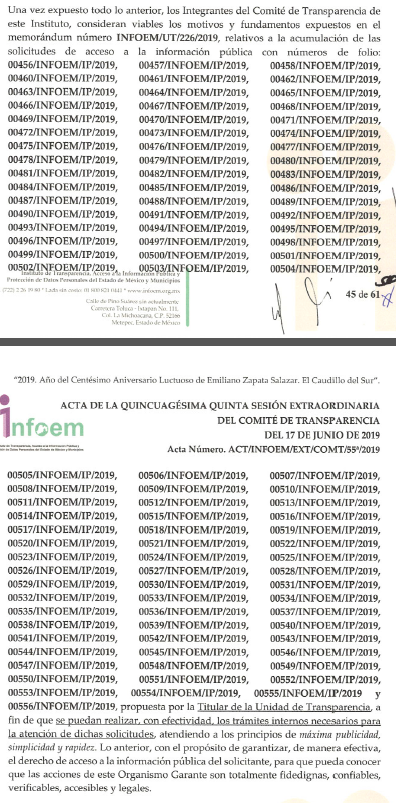 Una vez expuesto todo lo anterior, los Integrantes del Comité de Transparencia de
este Instituto, consideran viables los motivos y fundamentos expuestos en el
memorándum número INFOEM/UT/226/2019, relativos a la acumulación de las
solicitudes de acceso a la información pública con números de folio:
00456/INFOEM/IP/2019, 00457/INFOEM/IP/2019, 00458/INFOEM/IP/2019,
00460/INFOEM/IP/2019, 00461/INFOEM/IP/2019, 00462/INFOEM/IP/2019,
00463/INFOEM/IP/2019, 00464/INFOEM/IP/2019, 00465/INFOEM/IP/2019,
00466/INFOEM/IP/2019, 00467/INFOEM/IP/2019, 00468/INFOEM/IP/2019,
00469/INFOEM/IP/2019, 00470/INFOEM/IP/2019, 00471/INFOEM/IP/2019,
00472/INFOEM/IP/2019, 00473/INFOEM/IP/2019, 00474/INFOEM/IP/2019,
00475/INFOEM/IP/2019, 00476/INFOEM/IP/2019, 00477/INFOEM/IP/2019,
00478/INFOEM/IP/2019, 00479/INFOEM/IP/2019, 00480/INFOEM/IP/2019,
00481/INFOEM/IP/2019, 00482/INFOEM/IP/2019, 00483/INFOEM/IP/2019,
00484/INFOEM/IP/2019, 00485/INFOEM/IP/2019, 00486/INFOEM/IP/2019,
00487/INFOEM/IP/2019, 00488/INFOEM/IP/2019, 00489/INFOEM/IP/2019,
00490/INFOEM/IP/2019, 00491/INFOEM/IP/2019, 00492/INFOEM/IP/2019,
00493/INFOEM/IP/2019, 00494/INFOEM/IP/2019, 00495/INFOEM/IP/2019,
00496/INFOEM/IP/2019, 00497/INFOEM/IP/2019, 00498/INFOEM/IP/2019,
00499/INFOEM/IP/2019, 00500/INFOEM/IP/2019, 00501/INFOEM/IP/2019,
00502/INFOEM/IP/2019, 00503/INFOEM/IP/2019, 00504/INFOEM/IP/2019,
Instituto de Transparencia, Acceso a la Información Pública y
Protección de Datos Personales del Estado de México y Municipios
(722) 2 26 19 80 * Lada sin costo: 01 800 821 0441 * www.infoem.org.mx
Calle de Pino Suárez sin actualmente
Carretera Toluca - Ixtapan No. 111,
Col. La Michoacana; C.P. 52166
Metepec, Estado de México
45 de 61
"2019. Año del Centésimo Aniversario Luctuoso de Emiliano Zapata Salazar. El Caudillo del Sur".
infoem
Instituto de Transparencia, Acceso a la Información Pública y
Protección de Datos Personales del Estado de México y Municipios
ACTA DE LA QUINCUAGÉSIMA QUINTA SESIÓN EXTRAORDINARIA
DEL COMITÉ DE TRANSPARENCIA
DEL 17 DE JUNIO DE 2019
Acta Número. ACT/INFOEM/EXT/COMT/55ª/2019
00505/INFOEM/IP/2019, 00506/INFOEM/IP/2019, 00507/INFOEM/IP/2019,
00508/INFOEM/IP/2019, 00509/INFOEM/IP/2019, 00510/INFOEM/IP/2019,
00511/INFOEM/IP/2019, 00512/INFOEM/IP/2019, 00513/INFOEM/IP/2019,
00514/INFOEM/IP/2019, 00515/INFOEM/IP/2019, 00516/INFOEM/IP/2019,
00517/INFOEM/IP/2019, 00518/INFOEM/IP/2019, 00519/INFOEM/IP/2019,
00520/INFOEM/IP/2019, 00521/INFOEM/IP/2019, 00522/INFOEM/IP/2019,
00523/INFOEM/IP/2019, 00524/INFOEM/IP/2019, 00525/INFOEM/IP/2019,
00526/INFOEM/IP/2019, 00527/INFOEM/IP/2019, 00528/INFOEM/IP/2019,
00529/INFOEM/IP/2019, 00530/INFOEM/IP/2019, 00531/INFOEM/IP/2019,
00532/INFOEM/IP/2019, 00533/INFOEM/IP/2019, 00534/INFOEM/IP/2019,
00535/INFOEM/IP/2019, 00536/INFOEM/IP/2019, 00537/INFOEM/IP/2019,
00538/INFOEM/IP/2019, 00539/INFOEM/IP/2019, 00540/INFOEM/IP/2019,
00541/INFOEM/IP/2019, 00542/INFOEM/IP/2019, 00543/INFOEM/IP/2019,
00544/INFOEM/IP/2019, 00545/INFOEM/IP/2019, 00546/INFOEM/IP/2019,
00547/INFOEM/IP/2019, 00548/INFOEM/IP/2019, 00549/INFOEM/IP/2019,
00550/INFOEM/IP/2019, 00551/INFOEM/IP/2019, 00552/INFOEM/IP/2019,
00553/INFOEM/IP/2019, 00554/INFOEM/IP/2019, 00555/INFOEM/IP/2019 y
00556/INFOEM/IP/2019, propuesta por la Titular de la Unidad de Transparencia, a
fin de que se puedan realizar, con efectividad, los trámites internos necesarios para
la atención de dichas solicitudes, atendiendo a los principios de máxima publicidad,
simplicidad y rapidez. Lo anterior, con el propósito de garantizar, de manera efectiva,
el derecho de acceso a la información pública del solicitante, para que pueda conocer
que las acciones de este Organismo Garante son totalmente fidedignas, confiables,
verificables, accesibles y legales.